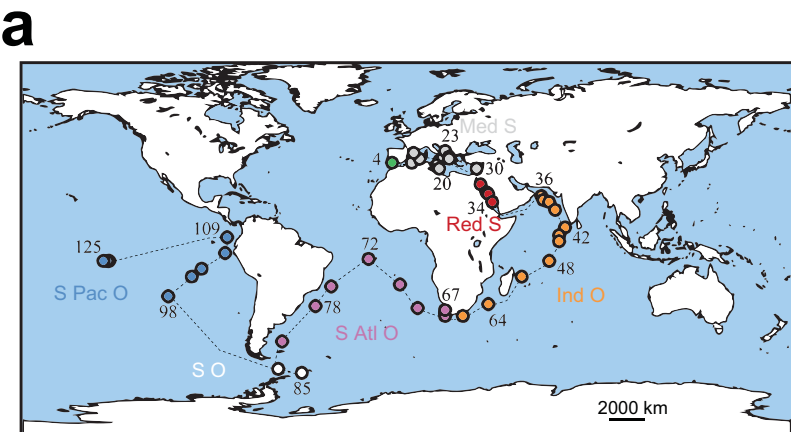 a
Med S
23
4
20
30
36
34
Red S
42
109
125
72
48
S Pac O
98
78
67
64
Ind O
S Atl O
S O
85
2000 km